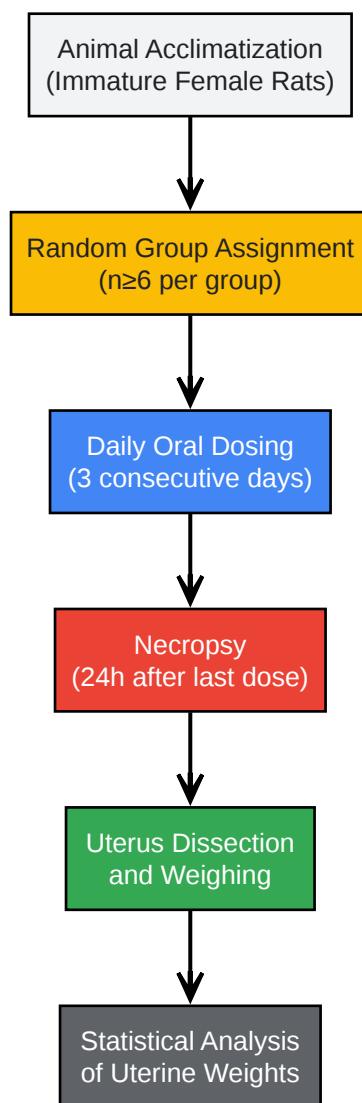 Animal Acclimatization
(Immature Female Rats)
Random Group Assignment
(n≥6 per group)
Daily Oral Dosing
(3 consecutive days)
Necropsy
(24h after last dose)
Uterus Dissection
and Weighing
Statistical Analysis
of Uterine Weights